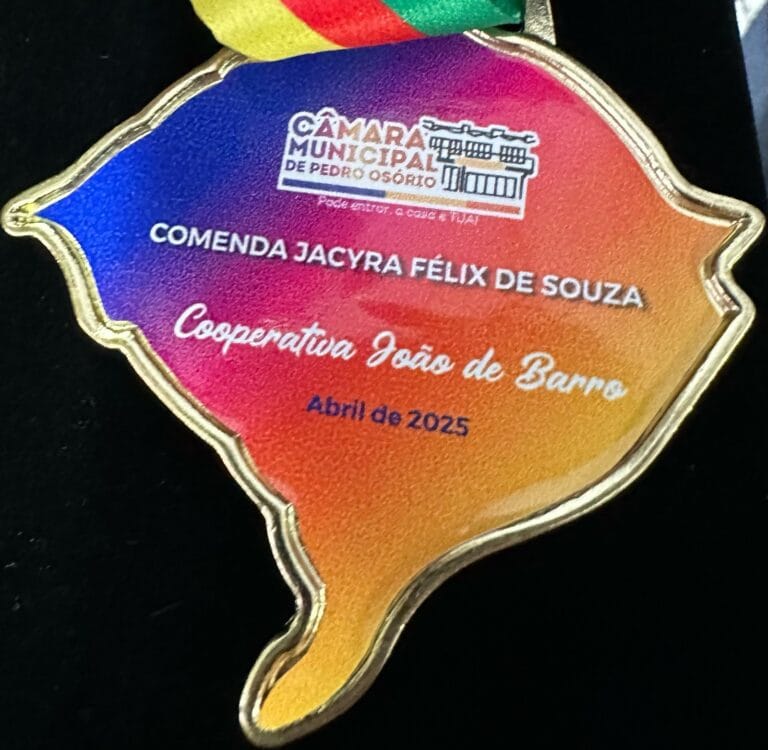 CÂMARA
MUNICIPAL
DE PEDRO OSÓRIO
Pode entrar, a casa é TUA!
COMENDA JACYRA FÉLIX DE SOUZA
Cooperativa João de Barro
Abril de 2025